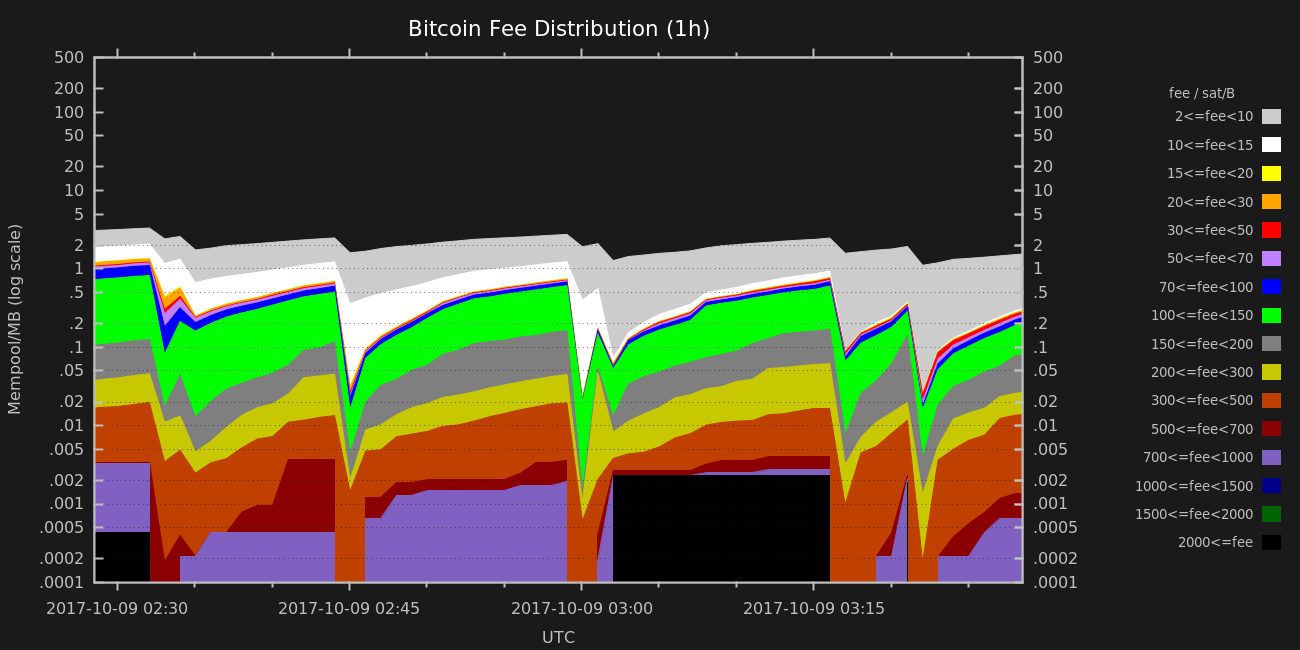 Bitcoin Fee Distribution (1h)
500
200
100
50
20
10
5
2
1
.5
.2
.1
.05
.02
.01
.005
.002
.001
.0005
.0002
.0001
Mempool/MB (log scale)
500
200
100
50
20
10
5
2
1
.5
.2
.1
.05
.02
.01
.005
.002
.001
.0005
.0002
.0001
2017-10-09 02:30 2017-10-09 02:45 2017-10-09 03:00 2017-10-09 03:15
UTC
fee / sat/B
2<=fee<10
10<=fee<15
15<=fee<20
20<=fee<30
30<=fee<50
50<=fee<70
70<=fee<100
100<=fee<150
150<=fee<200
200<=fee<300
300<=fee<500
500<=fee<700
700<=fee<1000
1000<=fee<1500
1500<=fee<2000
2000<=fee